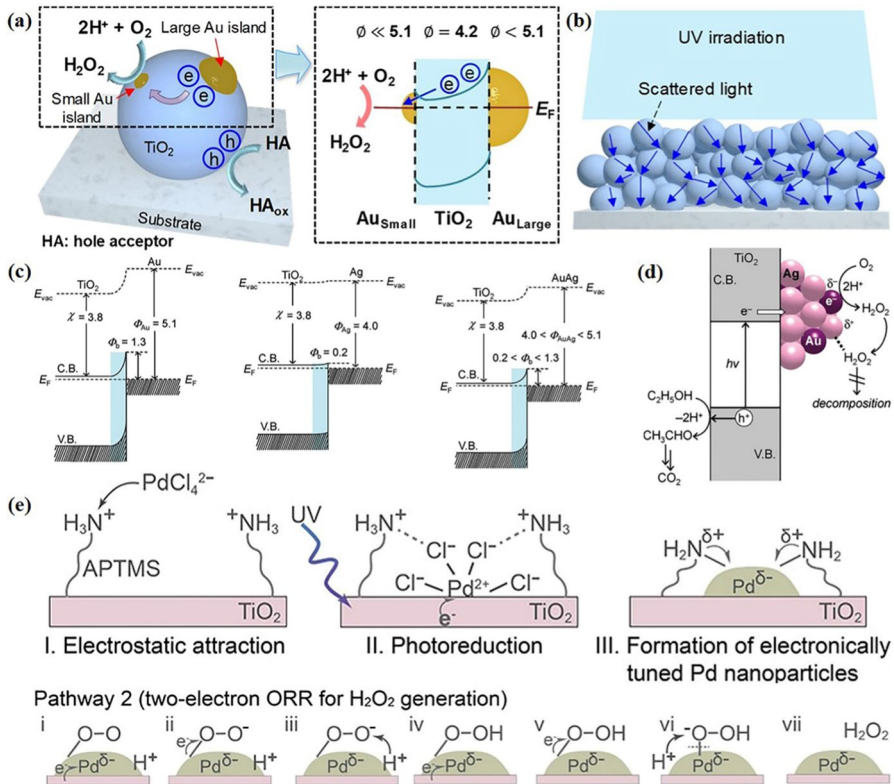 (a)
2H⁺ + O₂
Large Au island
H₂O₂
e
e
Small Au
island
TiO₂
h
h
HA
HAox
Substrate
HA: hole acceptor
Ø ≪ 5.1 Ø = 4.2 Ø < 5.1
2H⁺ + O₂
e e
EF
H₂O₂
AuSmall TiO₂ AuLarge
(b)
UV irradiation
Scattered light
(c)
TiO₂
Au
Evac
Evac
χ = 3.8
ΦAu = 5.1
Φb = 1.3
C.B.
EF
EF
V.B.
TiO₂
Ag
Evac
Evac
χ = 3.8
ΦAg = 4.0
C.B.
Φb = 0.2
EF
EF
V.B.
TiO₂
AuAg
Evac
Evac
χ = 3.8
4.0 < ΦAuAg < 5.1
0.2 < Φb < 1.3
C.B.
EF
EF
V.B.
(d)
TiO₂
C.B.
Ag
O₂
δ⁻
2H⁺
e⁻
e⁻
H₂O₂
δ⁺
Au
H₂O₂
hν
decomposition
C₂H₅OH
−2H⁺
h⁺
CH₃CHO
V.B.
CO₂
(e)
PdCl₄²⁻
H₃N⁺
⁺NH₃
APTMS
TiO₂
I. Electrostatic attraction
UV
H₃N⁺
⁺NH₃
Cl⁻ Cl⁻
Cl⁻ Pd²⁺ Cl⁻
e⁻
TiO₂
II. Photoreduction
H₂N δ+ δ+ NH₂
Pdδ⁻
TiO₂
III. Formation of electronically
tuned Pd nanoparticles
Pathway 2 (two-electron ORR for H₂O₂ generation)
i ii iii iv v vi vii
O–O
e⁻ Pdδ⁻ H⁺
O–O⁻
e⁻ Pdδ⁻ H⁺
O–O⁻
Pdδ⁻ H⁺
O–OH
e⁻ Pdδ⁻
O–OH
e⁻ Pdδ⁻
⁻O–OH
H⁺ Pdδ⁻
H₂O₂
Pdδ⁻